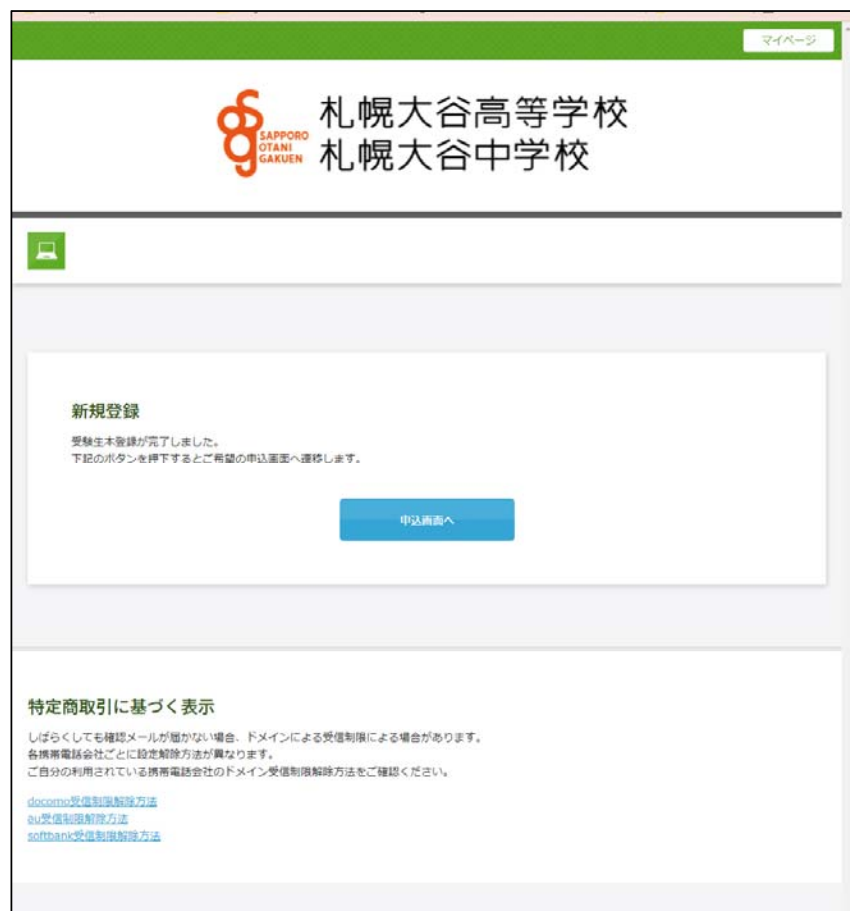 マイページ
SAPPORO
OTANI
GAKUEN
札幌大谷高等学校
札幌大谷中学校
新規登録
受験生本登録が完了しました。
下記のボタンを押下するとご希望の申込画面へ遷移します。
申込画面へ
特定商取引に基づく表示
しばらくしても確認メールが届かない場合、ドメインによる受信制限による場合があります。
各携帯電話会社ごとに設定解除方法が異なります。
ご自分の利用されている携帯電話会社のドメイン受信制限解除方法をご確認ください。
docomo受信制限解除方法
au受信制限解除方法
softbank受信制限解除方法